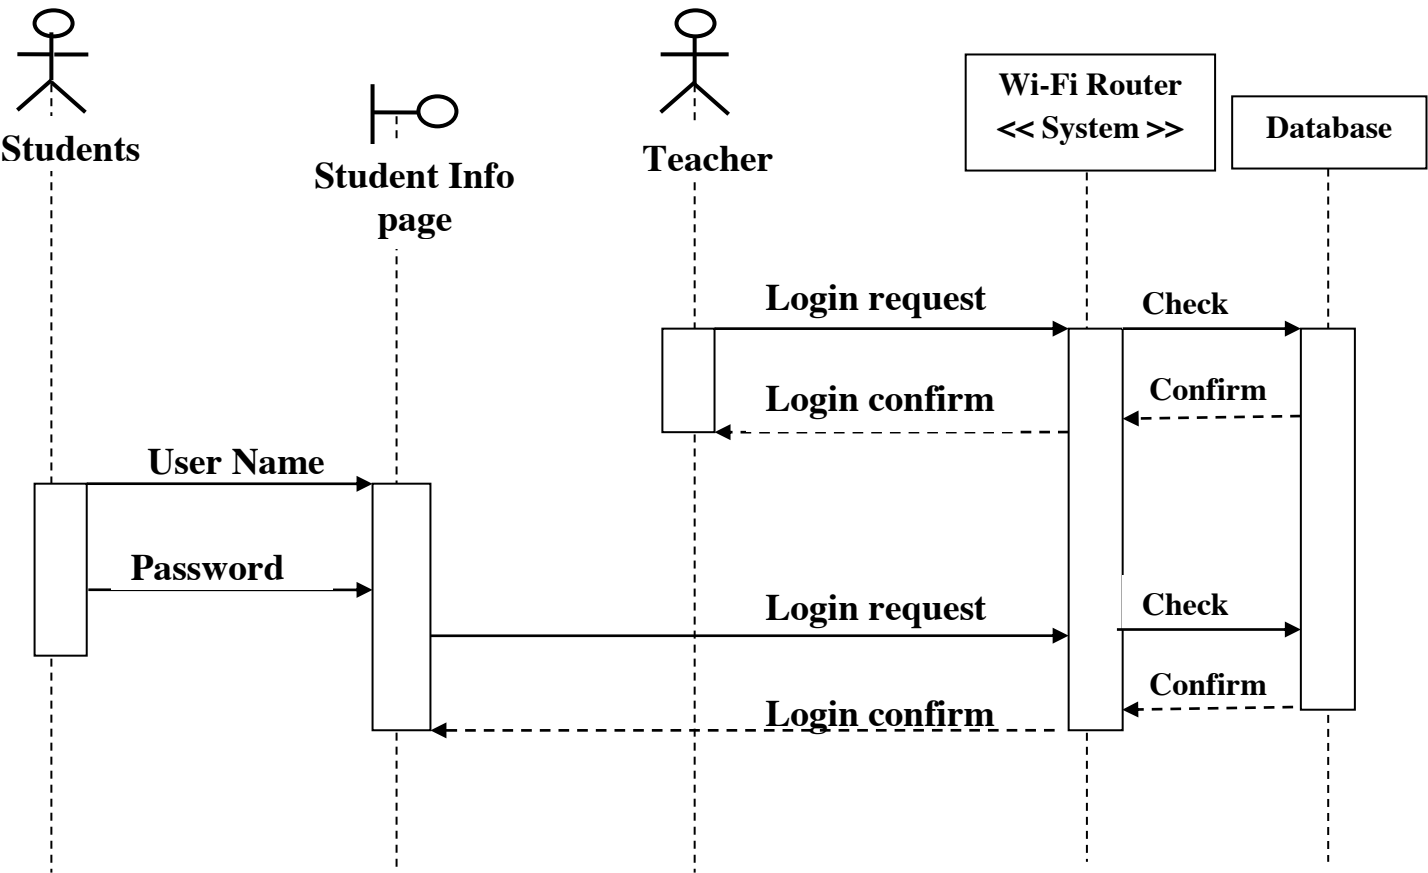 Students
Student Info
page
Teacher
Wi-Fi Router
<< System >>
Database
Login request
Check
Login confirm
Confirm
User Name
Password
Login request
Check
Login confirm
Confirm